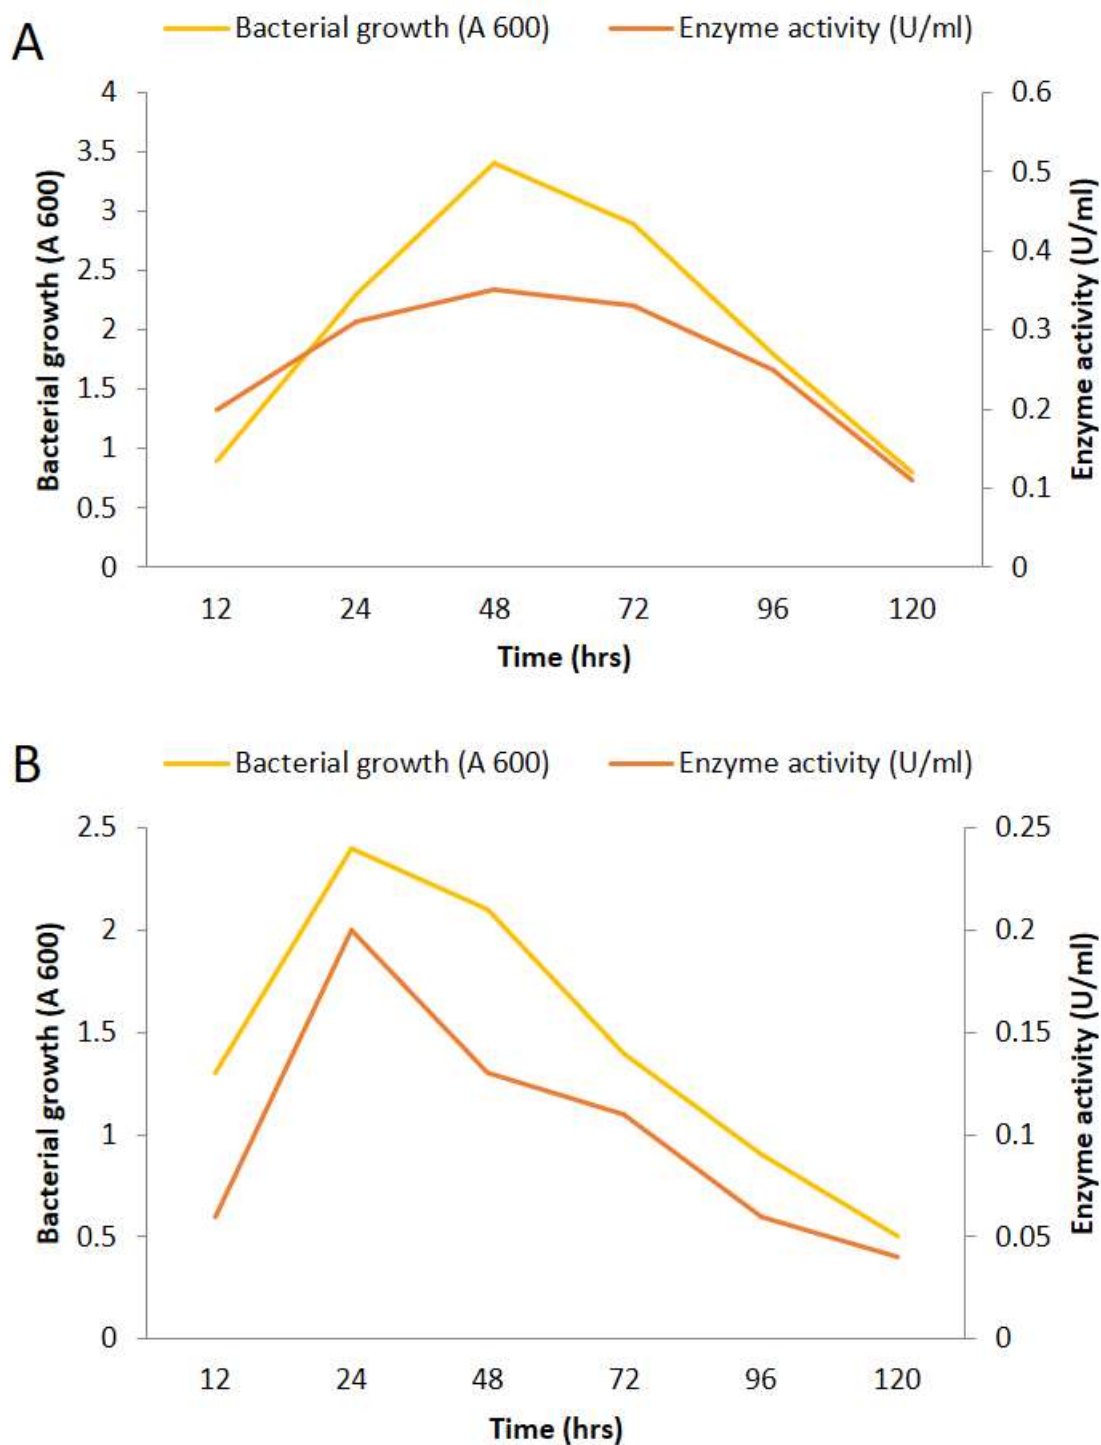 A
Bacterial growth (A 600) Enzyme activity (U/ml)
4 0.6
3.5 0.5
3 0.4
2.5 0.3
2 0.2
1.5 0.1
1 0
0.5
0
Bacterial growth (A 600)
Enzyme activity (U/ml)
12 24 48 72 96 120
Time (hrs)
B
Bacterial growth (A 600) Enzyme activity (U/ml)
2.5 0.25
2 0.2
1.5 0.15
1 0.1
0.5 0.05
0 0
Bacterial growth (A 600)
Enzyme activity (U/ml)
12 24 48 72 96 120
Time (hrs)